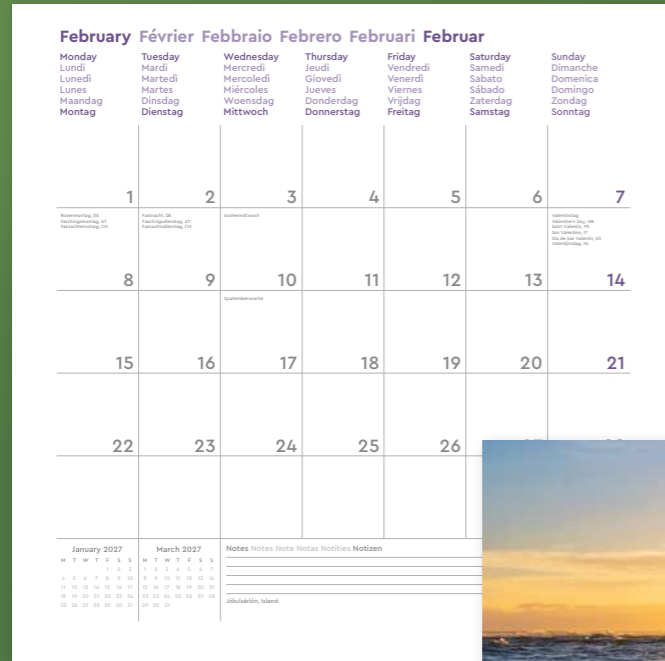 February Février Febbraio Febrero Februari Februar
Monday Tuesday Wednesday Thursday Friday Saturday Sunday
Lundi Mardi Mercredi Jeudi Vendredi Samedi Dimanche
Lunedì Martedì Mercoledì Giovedì Venerdì Sabato Domenica
Lunes Martes Miércoles Jueves Viernes Sábado Domingo
Maandag Dinsdag Woensdag Donderdag Vrijdag Zaterdag Zondag
Montag Dienstag Mittwoch Donnerstag Freitag Samstag Sonntag
1 2 3 4 5 6 7
Rosenmontag, DE Fastnacht, DE Aschermittwoch Valentinstag
Faschingsmontag, AT Faschingsdienstag, AT Valentine's Day, GB
Fasnachtsmontag, CH Fasnachtsdienstag, CH Saint Valentin, FR
San Valentino, IT
Día de San Valentín, ES
Valentijnsdag, NL
8 9 10 11 12 13 14
Quatemberwoche
15 16 17 18 19 20 21
22 23 24 25 26
January 2027 March 2027 Notes Notes Note Notas Notities Notizen
M T W T F S S M T W T F S S
1 2 3 1 2 3 4 5 6 7
4 5 6 7 8 9 10 8 9 10 11 12 13 14
11 12 13 14 15 16 17 15 16 17 18 19 20 21
18 19 20 21 22 23 24 22 23 24 25 26 27 28
25 26 27 28 29 30 31 29 30 31
Jökulsárlón, Island